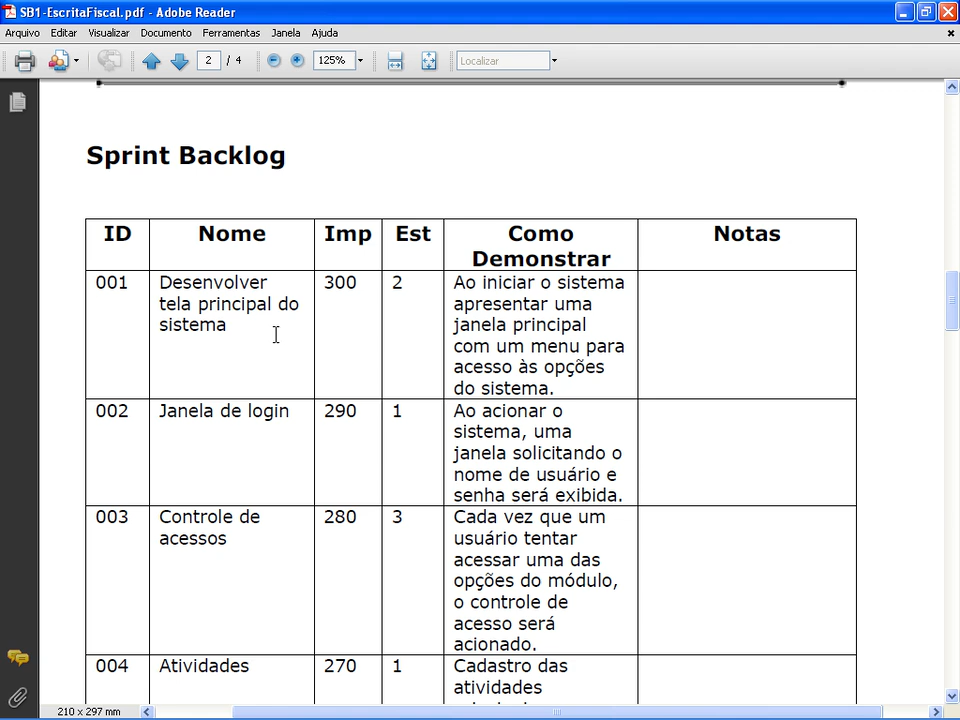 SB1-EscritaFiscal.pdf - Adobe Reader
Arquivo Editar Visualizar Documento Ferramentas Janela Ajuda
2 / 4 125% Localizar
Sprint Backlog
ID Nome Imp Est Como Demonstrar Notas
001 Desenvolver tela principal do sistema 300 2 Ao iniciar o sistema
apresentar uma
janela principal
com um menu para
acesso às opções
do sistema.
002 Janela de login 290 1 Ao acionar o
sistema, uma
janela solicitando o
nome de usuário e
senha será exibida.
003 Controle de acessos 280 3 Cada vez que um
usuário tentar
acessar uma das
opções do módulo,
o controle de
acesso será
acionado.
004 Atividades 270 1 Cadastro das
atividades
210 x 297 mm